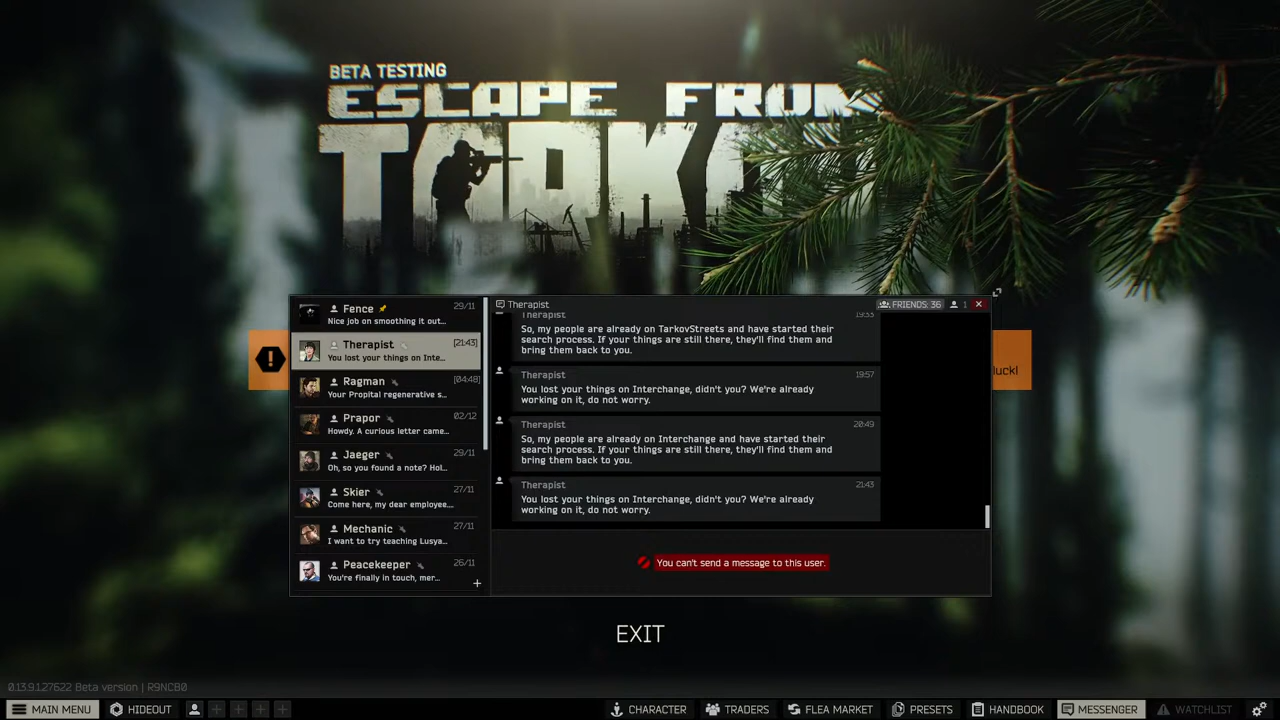 BETA TESTING
ESCAPE FROM
Fence
29/11
Nice job on smoothing it out...
Therapist
[21:43]
You lost your things on Inte...
Ragman
[04:48]
Your Propital regenerative s...
Prapor
02/12
Howdy. A curious letter came...
Jaeger
29/11
Oh, so you found a note? Hol...
Skier
27/11
Come here, my dear employee....
Mechanic
27/11
I want to try teaching Lusya...
Peacekeeper
26/11
You're finally in touch, mer...
+
Therapist
FRIENDS: 36
1
Therapist
19:33
So, my people are already on TarkovStreets and have started their
search process. If your things are still there, they'll find them and
bring them back to you.
Therapist
19:57
You lost your things on Interchange, didn't you? We're already
working on it, do not worry.
Therapist
20:49
So, my people are already on Interchange and have started their
search process. If your things are still there, they'll find them and
bring them back to you.
Therapist
21:43
You lost your things on Interchange, didn't you? We're already
working on it, do not worry.
You can't send a message to this user.
luck!
EXIT
0.13.9.1.27622 Beta version | R9NCB0
MAIN MENU
HIDEOUT
CHARACTER
TRADERS
FLEA MARKET
PRESETS
HANDBOOK
MESSENGER
WATCHLIST